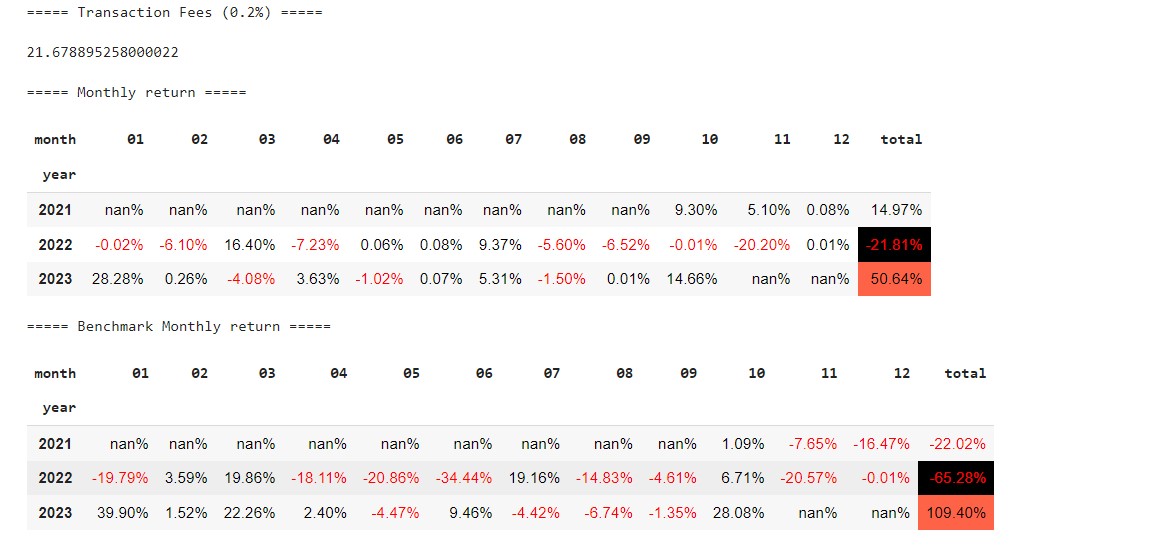 ===== Transaction Fees (0.2%) =====
21.678895258000022
===== Monthly return =====
month 01 02 03 04 05 06 07 08 09 10 11 12 total
year
2021 nan% nan% nan% nan% nan% nan% nan% nan% nan% 9.30% 5.10% 0.08% 14.97%
2022 -0.02% -6.10% 16.40% -7.23% 0.06% 0.08% 9.37% -5.60% -6.52% -0.01% -20.20% 0.01% -21.81%
2023 28.28% 0.26% -4.08% 3.63% -1.02% 0.07% 5.31% -1.50% 0.01% 14.66% nan% nan% 50.64%
===== Benchmark Monthly return =====
month 01 02 03 04 05 06 07 08 09 10 11 12 total
year
2021 nan% nan% nan% nan% nan% nan% nan% nan% nan% 1.09% -7.65% -16.47% -22.02%
2022 -19.79% 3.59% 19.86% -18.11% -20.86% -34.44% 19.16% -14.83% -4.61% 6.71% -20.57% -0.01% -65.28%
2023 39.90% 1.52% 22.26% 2.40% -4.47% 9.46% -4.42% -6.74% -1.35% 28.08% nan% nan% 109.40%